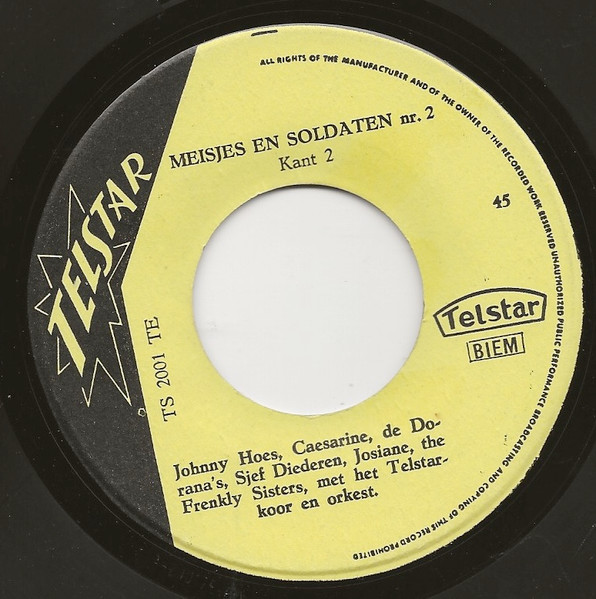 ALL RIGHTS OF THE MANUFACTURER AND OF THE OWNER OF THE RECORDED WORK RESERVED UNAUTHORIZED PUBLIC PERFORMANCE BROADCASTING AND COPYING OF THIS RECORD PROHIBITED
MEISJES EN SOLDATEN nr. 2
Kant 2
TELSTAR
45
Telstar
BIEM
TS 2001 TE
Johnny Hoes, Caesarine, de Do-
rana's, Sjef Diederen, Josiane, the
Frenkly Sisters, met het Telstar-
koor en orkest.